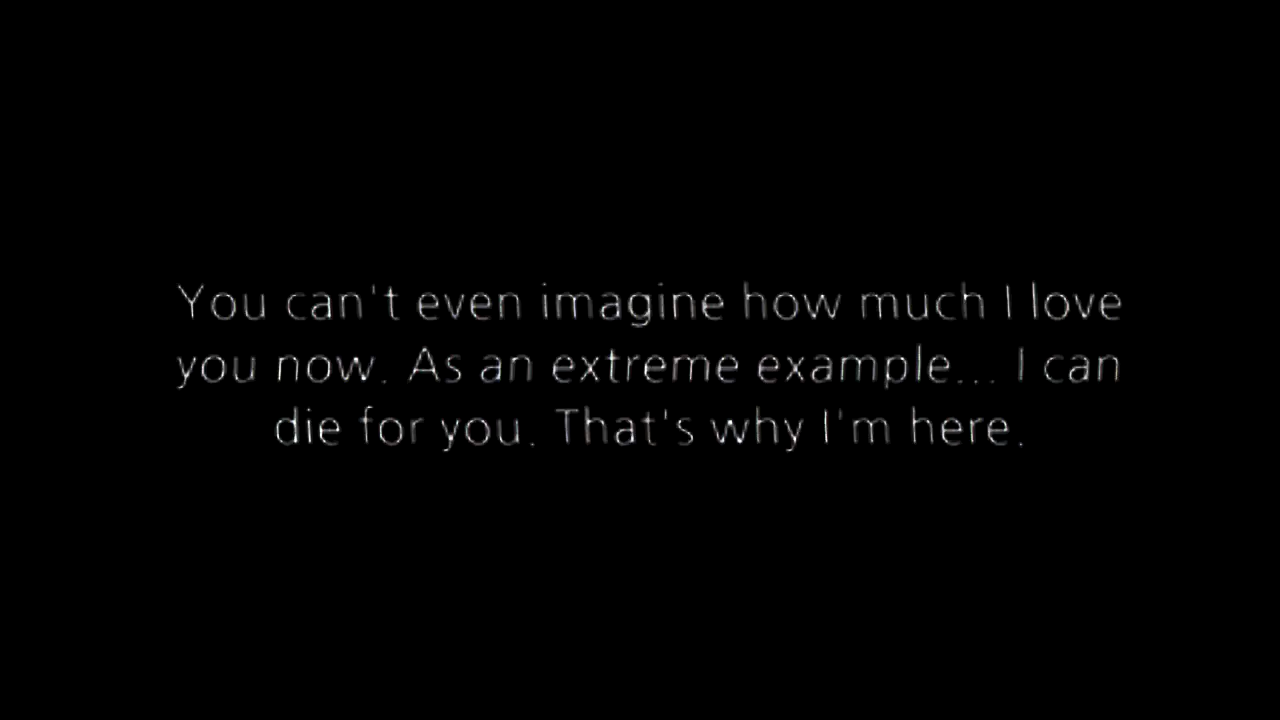 You can't even imagine how much I love
you now. As an extreme example... I can
die for you. That's why I'm here.